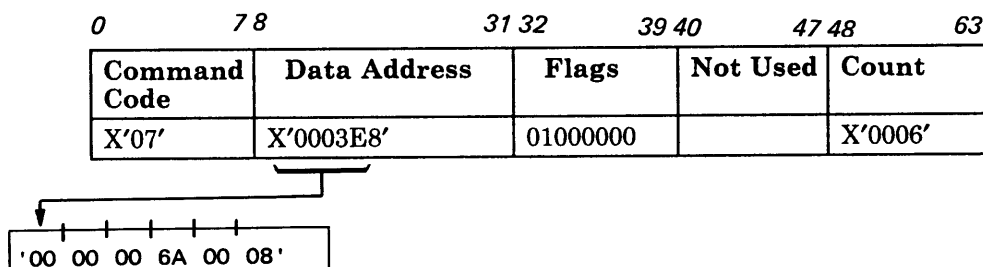 0 7 8 31 32 39 40 47 48 63
Command Code Data Address Flags Not Used Count
X'07' X'0003E8' 01000000 X'0006'
'00 00 00 6A 00 08'